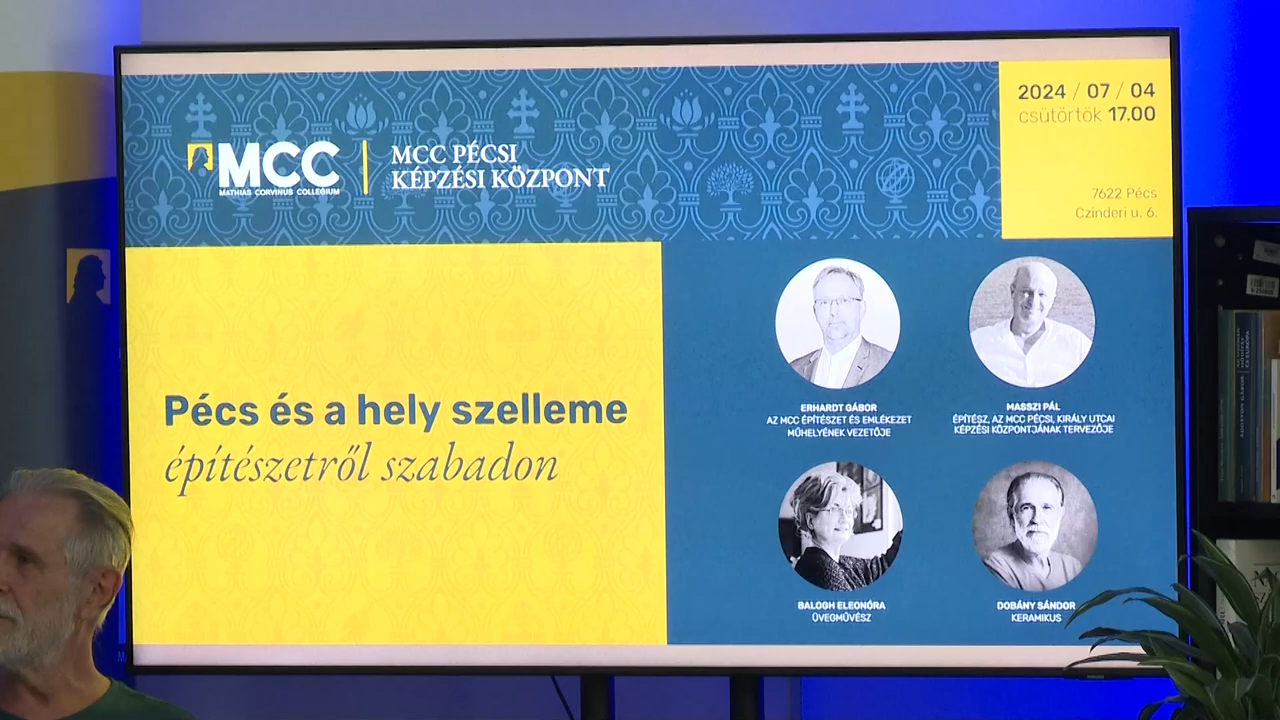 MCC
MATHIAS CORVINUS COLLEGIUM
MCC PÉCSI
KÉPZÉSI KÖZPONT
2024 / 07 / 04
csütörtök 17.00
7622 Pécs
Czinderi u. 6.
Pécs és a hely szelleme
építészetről szabadon
ERHARDT GÁBOR
AZ MCC ÉPÍTÉSZET ÉS EMLÉKEZET
MŰHELYÉNEK VEZETŐJE
MASSZI PÁL
ÉPÍTÉSZ, AZ MCC PÉCSI, KIRÁLY UTCAI
KÉPZÉSI KÖZPONTJÁNAK TERVEZŐJE
BALOGH ELEONÓRA
ÜVEGMŰVÉSZ
DOBÁNY SÁNDOR
KERAMIKUS